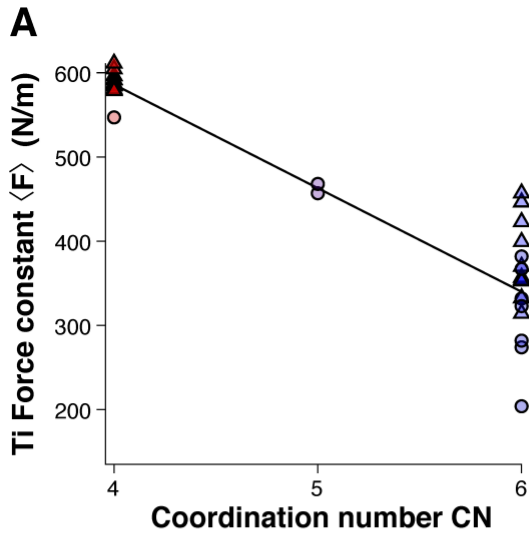 A
Ti Force constant ⟨F⟩ (N/m)
600
500
400
300
200
4 5 6
Coordination number CN